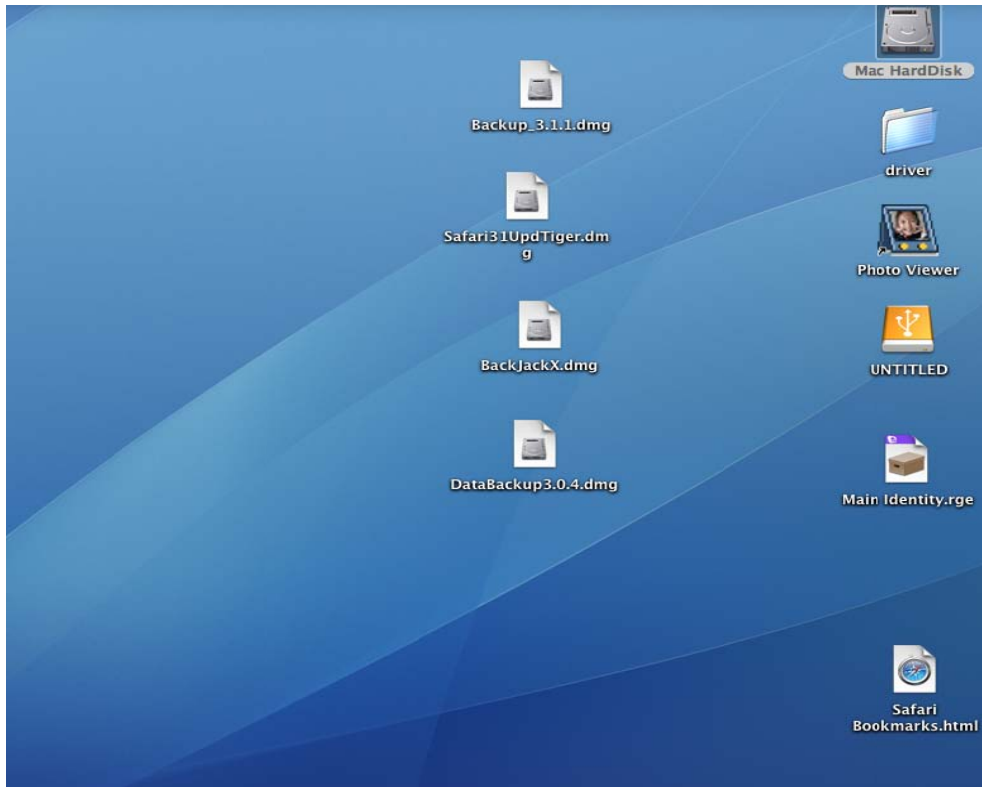 Mac HardDisk
Backup_3.1.1.dmg
driver
Safari31UpdTiger.dm
g
Photo Viewer
BackJackX.dmg
UNTITLED
DataBackup3.0.4.dmg
Main Identity.rge
Safari
Bookmarks.html